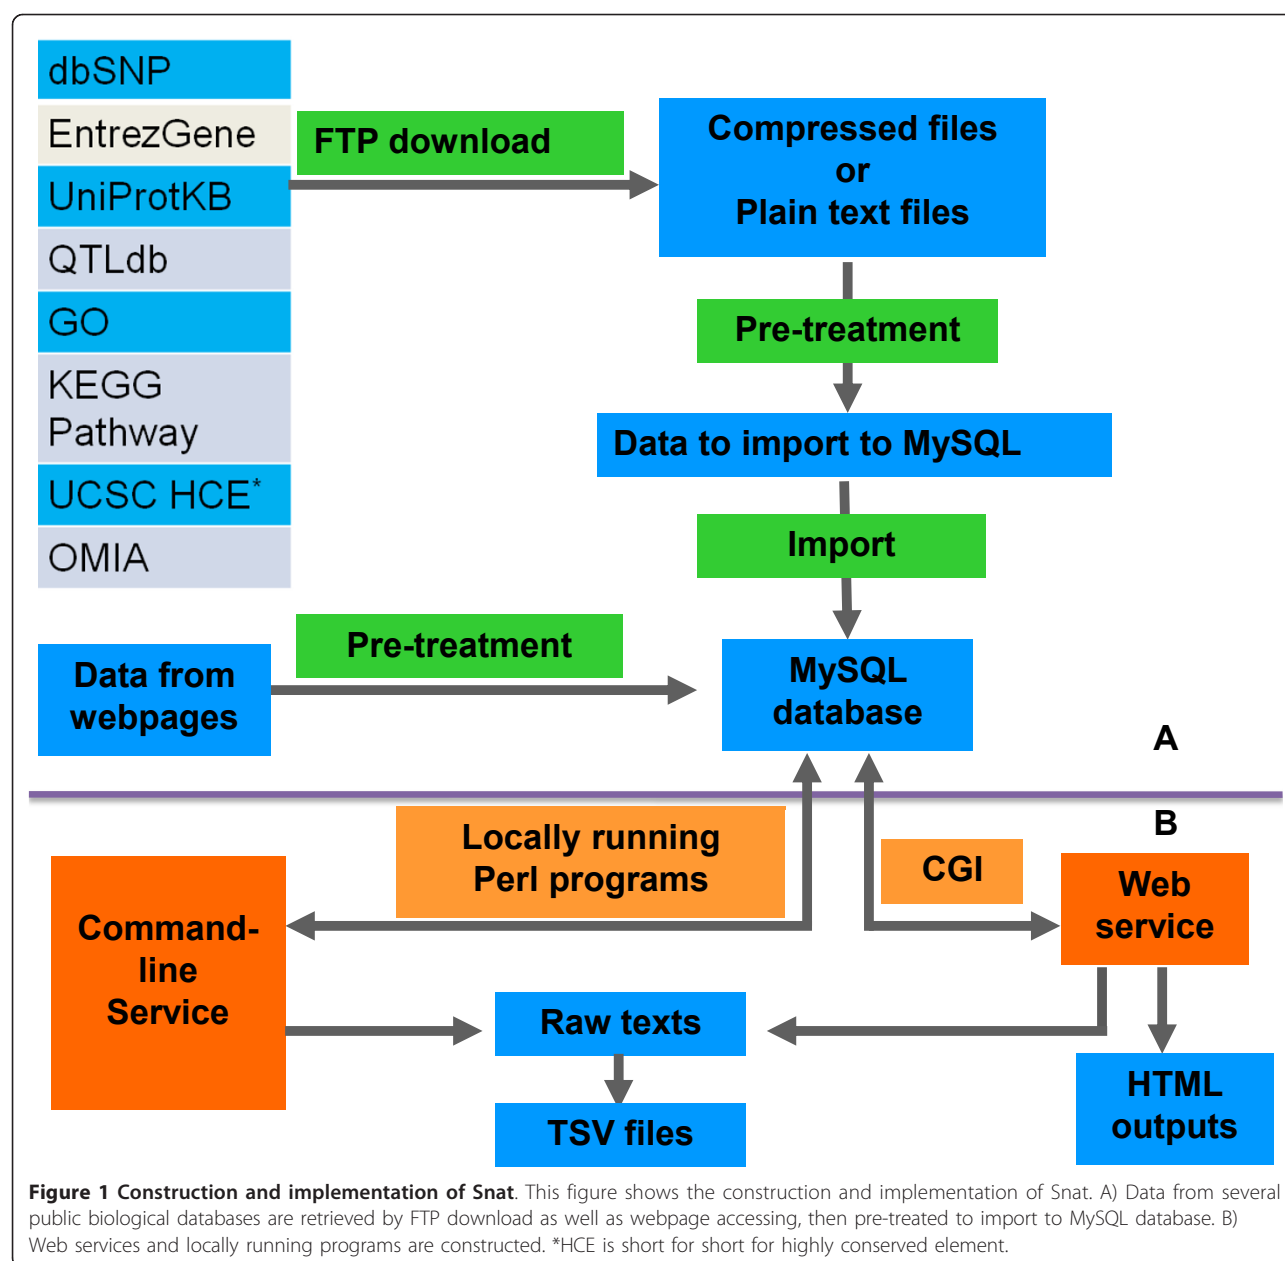 dbSNP
EntrezGene
UniProtKB
QTLdb
GO
KEGG
Pathway
UCSC HCE*
OMIA
FTP download
Compressed files
or
Plain text files
Pre-treatment
Data to import to MySQL
Import
Data from
webpages
Pre-treatment
MySQL
database
A
B
Locally running
Perl programs
CGI
Command-
line
Service
Web
service
Raw texts
TSV files
HTML
outputs
Figure 1 Construction and implementation of Snat. This figure shows the construction and implementation of Snat. A) Data from several
public biological databases are retrieved by FTP download as well as webpage accessing, then pre-treated to import to MySQL database. B)
Web services and locally running programs are constructed. *HCE is short for short for highly conserved element.